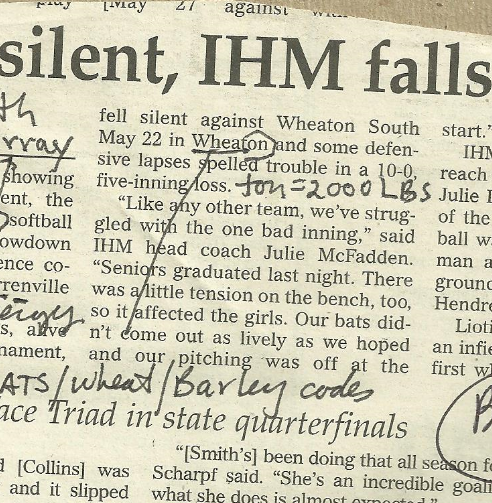 play [May 27 against with
silent, IHM falls
th
rray
showing
ent, the
softball
owdown
ence co-
rrenville
s, alive
nament,
fell silent against Wheaton South
May 22 in Wheaton and some defen-
sive lapses spelled trouble in a 10-0,
five-inning loss. ton = 2000 LBS
"Like any other team, we've strug-
gled with the one bad inning," said
IHM head coach Julie McFadden.
"Seniors graduated last night. There
was a little tension on the bench, too,
so it affected the girls. Our bats did-
n't come out as lively as we hoped
and our pitching was off at the
start."
IHM
reach
Julie
of the
ball w
man a
ground
Hendre
Lioti
an infie
first wh
ATS/wheat/Barley codes
ace Triad in state quarterfinals
B
d [Collins] was
and it slipped
"[Smith's] been doing that all season fo
Scharpf said. "She's an incredible goali
what she does is almost expected."